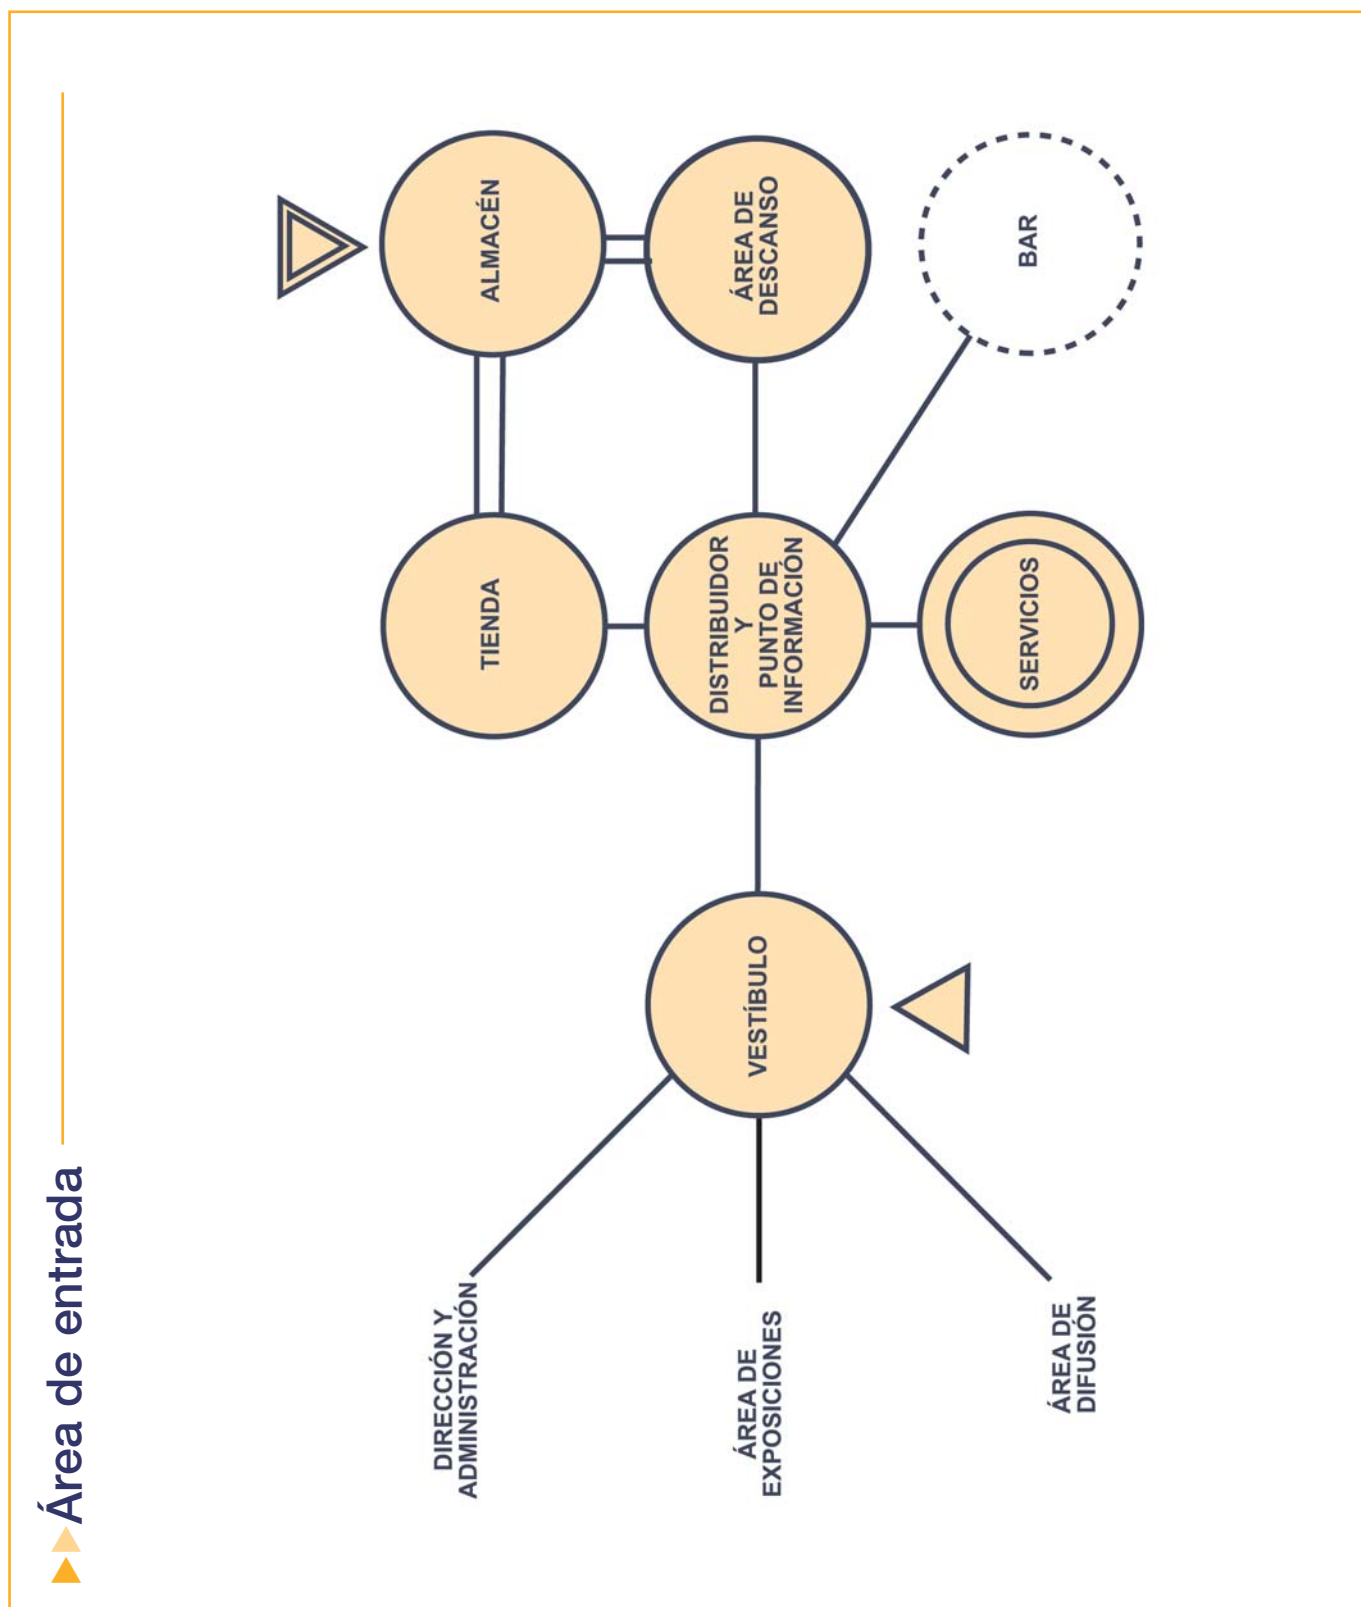 Área de entrada
DIRECCIÓN Y
ADMINISTRACIÓN
TIENDA
ALMACÉN
ÁREA DE
EXPOSICIONES
VESTÍBULO
DISTRIBUIDOR
Y
PUNTO DE
INFORMACIÓN
ÁREA DE
DESCANSO
ÁREA DE
DIFUSIÓN
SERVICIOS
BAR